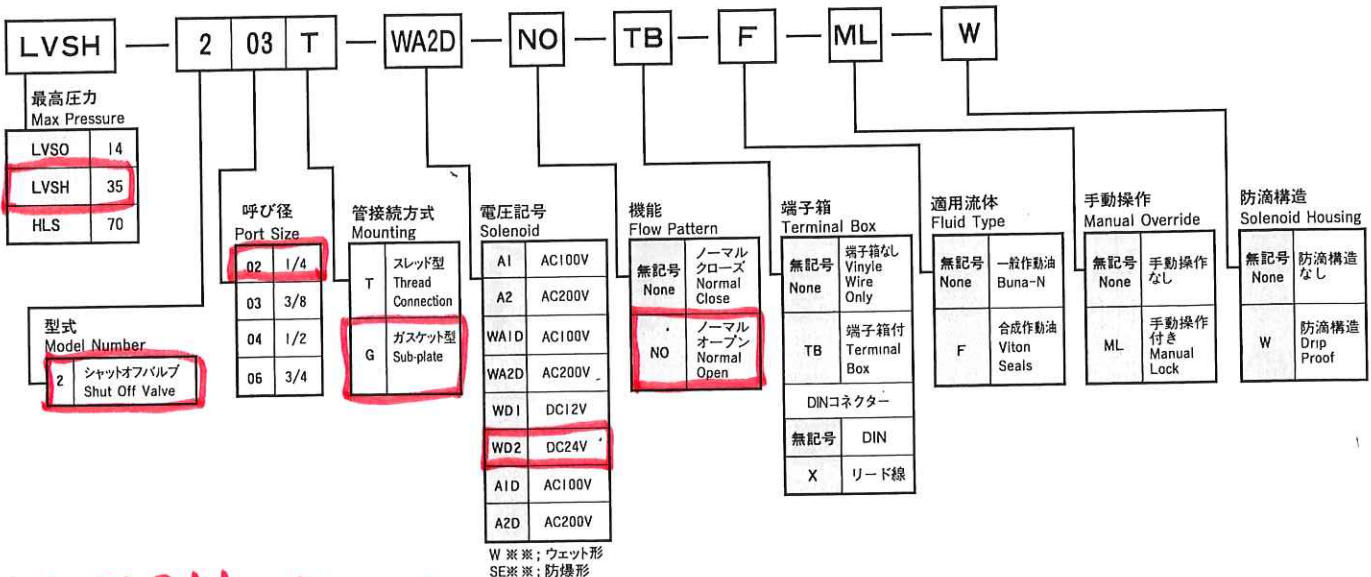 LVSH — 2 03 T — WA2D — NO — TB — F — ML — W
最高圧力
Max Pressure
LVSO 14
LVSH 35
HLS 70
型式
Model Number
2 シャットオフバルブ
Shut Off Valve
呼び径
Port Size
02 1/4
03 3/8
04 1/2
06 3/4
管接続方式
Mounting
T スレッド型
Thread
Connection
G ガスケット型
Sub-plate
電圧記号
Solenoid
A1 AC100V
A2 AC200V
WA1D AC100V
WA2D AC200V
WD1 DC12V
WD2 DC24V
A1D AC100V
A2D AC200V
W ※※;ウェット形
SE※※;防爆形
機能
Flow Pattern
無記号
None
ノーマル
クローズ
Normal
Close
NO
ノーマル
オープン
Normal
Open
端子箱
Terminal Box
無記号
None
端子箱なし
Vinyle
Wire
Only
TB
端子箱付
Terminal
Box
DINコネクター
無記号 DIN
X リード線
適用流体
Fluid Type
無記号
None
一般作動油
Buna-N
F
合成作動油
Viton
Seals
手動操作
Manual Override
無記号
None
手動操作
なし
ML
手動操作
付き
Manual
Lock
防滴構造
Solenoid Housing
無記号
None
防滴構造
なし
W
防滴構造
Drip
Proof